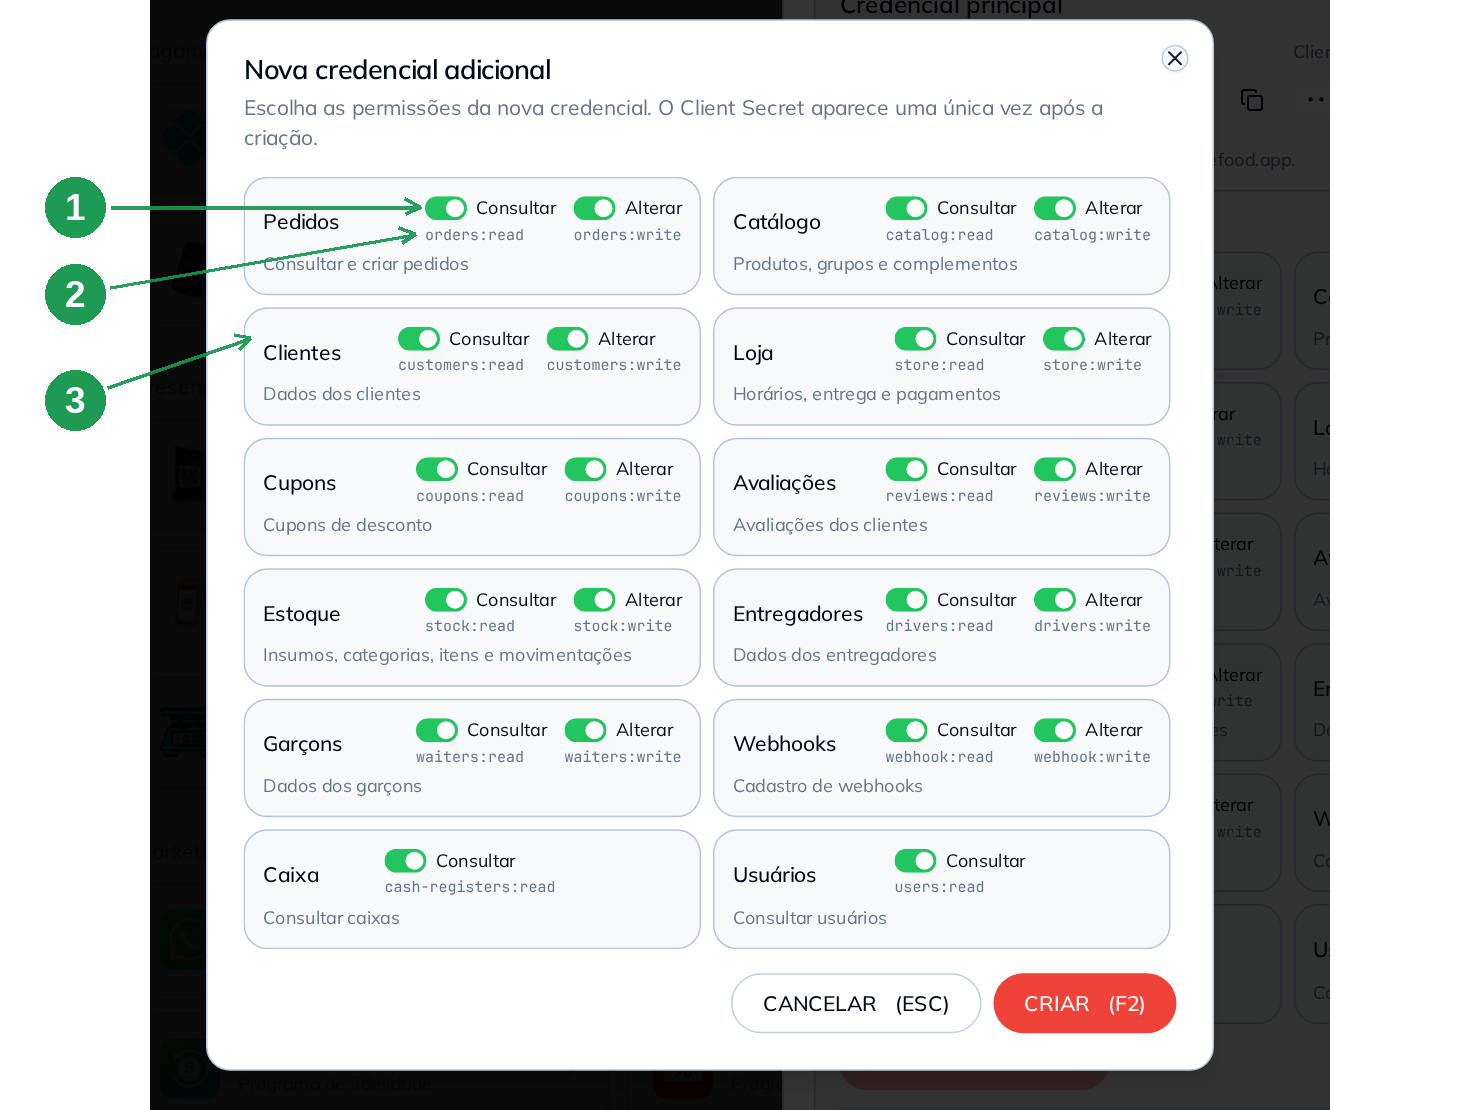 Credencial principal
Nova credencial adicional
Escolha as permissões da nova credencial. O Client Secret aparece uma única vez após a
criação.
1
2
3
Pedidos
Consultar
orders:read
Alterar
orders:write
Consultar e criar pedidos
Catálogo
Consultar
catalog:read
Alterar
catalog:write
Produtos, grupos e complementos
Clientes
Consultar
customers:read
Alterar
customers:write
Dados dos clientes
Loja
Consultar
store:read
Alterar
store:write
Horários, entrega e pagamentos
Cupons
Consultar
coupons:read
Alterar
coupons:write
Cupons de desconto
Avaliações
Consultar
reviews:read
Alterar
reviews:write
Avaliações dos clientes
Estoque
Consultar
stock:read
Alterar
stock:write
Insumos, categorias, itens e movimentações
Entregadores
Consultar
drivers:read
Alterar
drivers:write
Dados dos entregadores
Garçons
Consultar
waiters:read
Alterar
waiters:write
Dados dos garçons
Webhooks
Consultar
webhook:read
Alterar
webhook:write
Cadastro de webhooks
Caixa
Consultar
cash-registers:read
Consultar caixas
Usuários
Consultar
users:read
Consultar usuários
CANCELAR (ESC)
CRIAR (F2)
Programa de fidelidade